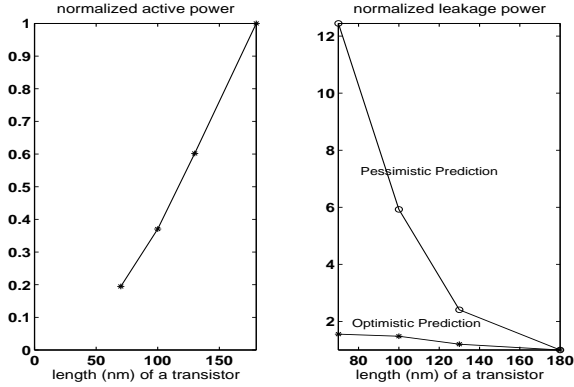 normalized active power
1
0.9
0.8
0.7
0.6
0.5
0.4
0.3
0.2
0.1
0
0 50 100 150
length (nm) of a transistor
normalized leakage power
12
10
8
6
4
2
Pessimistic Prediction
Optimistic Prediction
80 100 120 140 160 180
length (nm) of a transistor